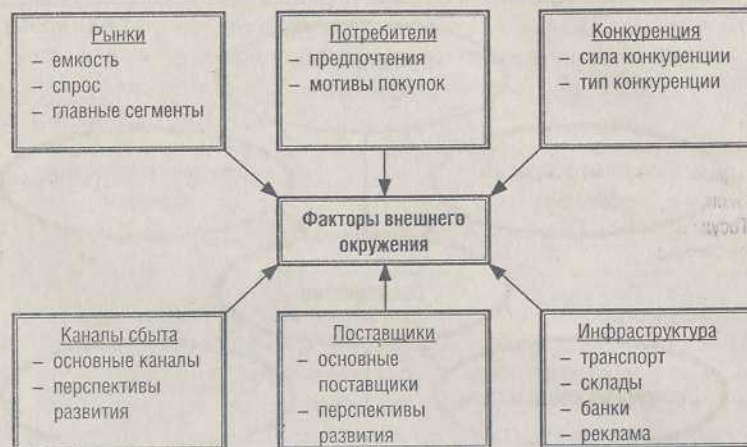 Рынки
– емкость
– спрос
– главные сегменты
Потребители
– предпочтения
– мотивы покупок
Конкуренция
– сила конкуренции
– тип конкуренции
Факторы внешнего
окружения
Каналы сбыта
– основные каналы
– перспективы
развития
Поставщики
– основные
поставщики
– перспективы
развития
Инфраструктура
– транспорт
– склады
– банки
– реклама